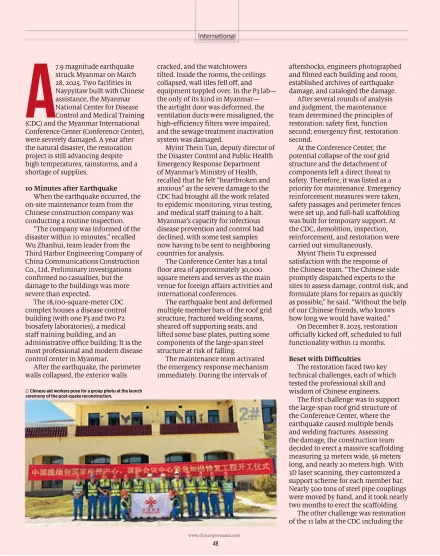 International
A 7.9 magnitude earthquake
struck Myanmar on March
28, 2025. Two facilities in
Naypyitaw built with Chinese
assistance, the Myanmar
National Center for Disease
Control and Medical Training
(CDC) and the Myanmar International
Conference Center (Conference Center),
were severely damaged. A year after
the natural disaster, the restoration
project is still advancing despite
high temperatures, rainstorms, and a
shortage of supplies.
10 Minutes after Earthquake
When the earthquake occurred, the
on-site maintenance team from the
Chinese construction company was
conducting a routine inspection.
"The company was informed of the
disaster within 10 minutes," recalled
Wu Zhanhui, team leader from the
Third Harbor Engineering Company of
China Communications Construction
Co., Ltd. Preliminary investigations
confirmed no casualties, but the
damage to the buildings was more
severe than expected.
The 18,100-square-meter CDC
complex houses a disease control
building (with one P3 and two P2
biosafety laboratories), a medical
staff training building, and an
administrative office building. It is the
most professional and modern disease
control center in Myanmar.
After the earthquake, the perimeter
walls collapsed, the exterior walls
cracked, and the watchtowers
tilted. Inside the rooms, the ceilings
collapsed, wall tiles fell off, and
equipment toppled over. In the P3 lab—
the only of its kind in Myanmar—
the airtight door was deformed, the
ventilation ducts were misaligned, the
high-efficiency filters were impaired,
and the sewage treatment inactivation
system was damaged.
Myint Thein Tun, deputy director of
the Disaster Control and Public Health
Emergency Response Department
of Myanmar's Ministry of Health,
recalled that he felt "heartbroken and
anxious" as the severe damage to the
CDC had brought all the work related
to epidemic monitoring, virus testing,
and medical staff training to a halt.
Myanmar's capacity for infectious
disease prevention and control had
declined, with some test samples
now having to be sent to neighboring
countries for analysis.
The Conference Center has a total
floor area of approximately 30,000
square meters and serves as the main
venue for foreign affairs activities and
international conferences.
The earthquake bent and deformed
multiple member bars of the roof grid
structure, fractured welding seams,
sheared off supporting seats, and
lifted some base plates, putting some
components of the large-span steel
structure at risk of falling.
The maintenance team activated
the emergency response mechanism
immediately. During the intervals of
aftershocks, engineers photographed
and filmed each building and room,
established archives of earthquake
damage, and cataloged the damage.
After several rounds of analysis
and judgment, the maintenance
team determined the principles of
restoration: safety first, function
second; emergency first, restoration
second.
At the Conference Center, the
potential collapse of the roof grid
structure and the detachment of
components left a direct threat to
safety. Therefore, it was listed as a
priority for maintenance. Emergency
reinforcement measures were taken,
safety passages and perimeter fences
were set up, and full-hall scaffolding
was built for temporary support. At
the CDC, demolition, inspection,
reinforcement, and restoration were
carried out simultaneously.
Myint Thein Tu expressed
satisfaction with the response of
the Chinese team. "The Chinese side
promptly dispatched experts to the
sites to assess damage, control risk, and
formulate plans for repairs as quickly
as possible," he said. "Without the help
of our Chinese friends, who knows
how long we would have waited."
On December 8, 2025, restoration
officially kicked off, scheduled to full
functionality within 12 months.
Beset with Difficulties
The restoration faced two key
technical challenges, each of which
tested the professional skill and
wisdom of Chinese engineers.
The first challenge was to support
the large-span roof grid structure of
the Conference Center, where the
earthquake caused multiple bends
and welding fractures. Assessing
the damage, the construction team
decided to erect a massive scaffolding
measuring 32 meters wide, 56 meters
long, and nearly 20 meters high. With
3D laser scanning, they customized a
support scheme for each member bar.
Nearly 500 tons of steel pipe couplings
were moved by hand, and it took nearly
two months to erect the scaffolding.
The other challenge was restoration
of the 11 labs at the CDC including the
Chinese aid workers pose for a group photo at the launch
ceremony of the post-quake reconstruction.
2#
中国援缅甸国家疾控中心、国际会议中心紧急加固修复工程开工仪式
www.chinareportasean.com
48